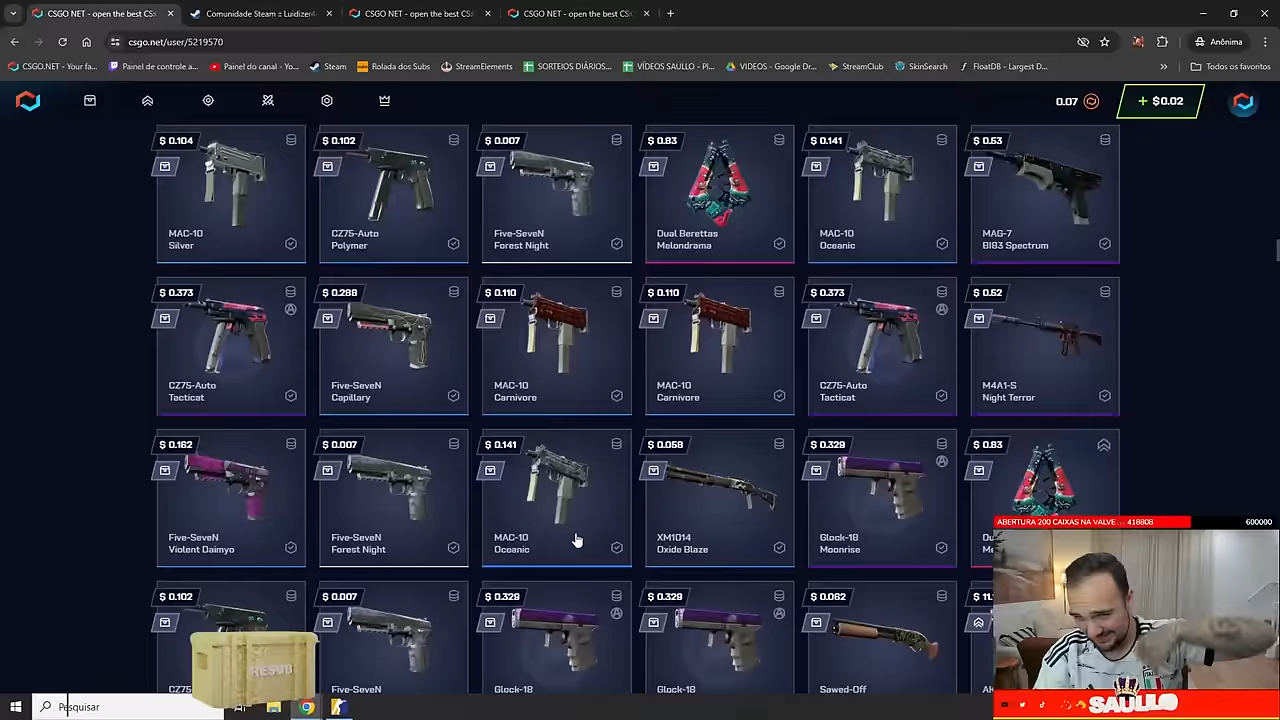 CSGO NET - open the best CS:
Comunidade Steam :: Luidizer4:
CSGO NET - open the best CS:
CSGO NET - open the best CS:
csgo.net/user/5219570
Anônima
CSGO.NET - Your fa...
Painel de controle a...
Painel do canal - Yo...
Steam
Rolada dos Subs
StreamElements
SORTEIOS DIÁRIOS...
VÍDEOS SAULLO - Pl...
VIDEOS - Google Dr...
StreamClub
SkinSearch
FloatDB - Largest D...
Todos os favoritos
0.07
+ $0.02
$ 0.104
MAC-10
Silver
$ 0.102
CZ75-Auto
Polymer
$ 0.007
Five-SeveN
Forest Night
$ 0.83
Dual Berettas
Melondrama
$ 0.141
MAC-10
Oceanic
$ 0.53
MAG-7
BI83 Spectrum
$ 0.373
CZ75-Auto
Tacticat
$ 0.288
Five-SeveN
Capillary
$ 0.110
MAC-10
Carnivore
$ 0.110
MAC-10
Carnivore
$ 0.373
CZ75-Auto
Tacticat
$ 0.52
M4A1-S
Night Terror
$ 0.162
Five-SeveN
Violent Daimyo
$ 0.007
Five-SeveN
Forest Night
$ 0.141
MAC-10
Oceanic
$ 0.058
XM1014
Oxide Blaze
$ 0.329
Glock-18
Moonrise
$ 0.83
ABERTURA 200 CAIXAS NA VALVE ... 418808
600000
$ 0.102
CZ75
$ 0.007
Five-SeveN
$ 0.329
Glock-18
$ 0.329
Glock-18
$ 0.062
Sawed-Off
RESUB
SAULLO
Pesquisar